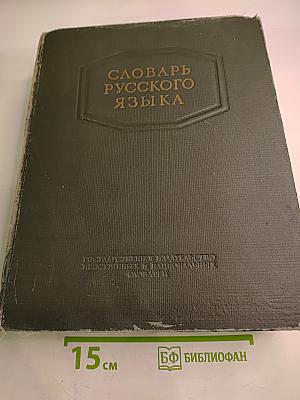 СЛОВАРЬ
РУССКОГО
ЯЗЫКА
ГОСУДАРСТВЕННОЕ ИЗДАТЕЛЬСТВО
ИНОСТРАННЫХ И НАЦИОНАЛЬНЫХ
СЛОВАРЕЙ
15 см
БФ БИБЛИОФАН